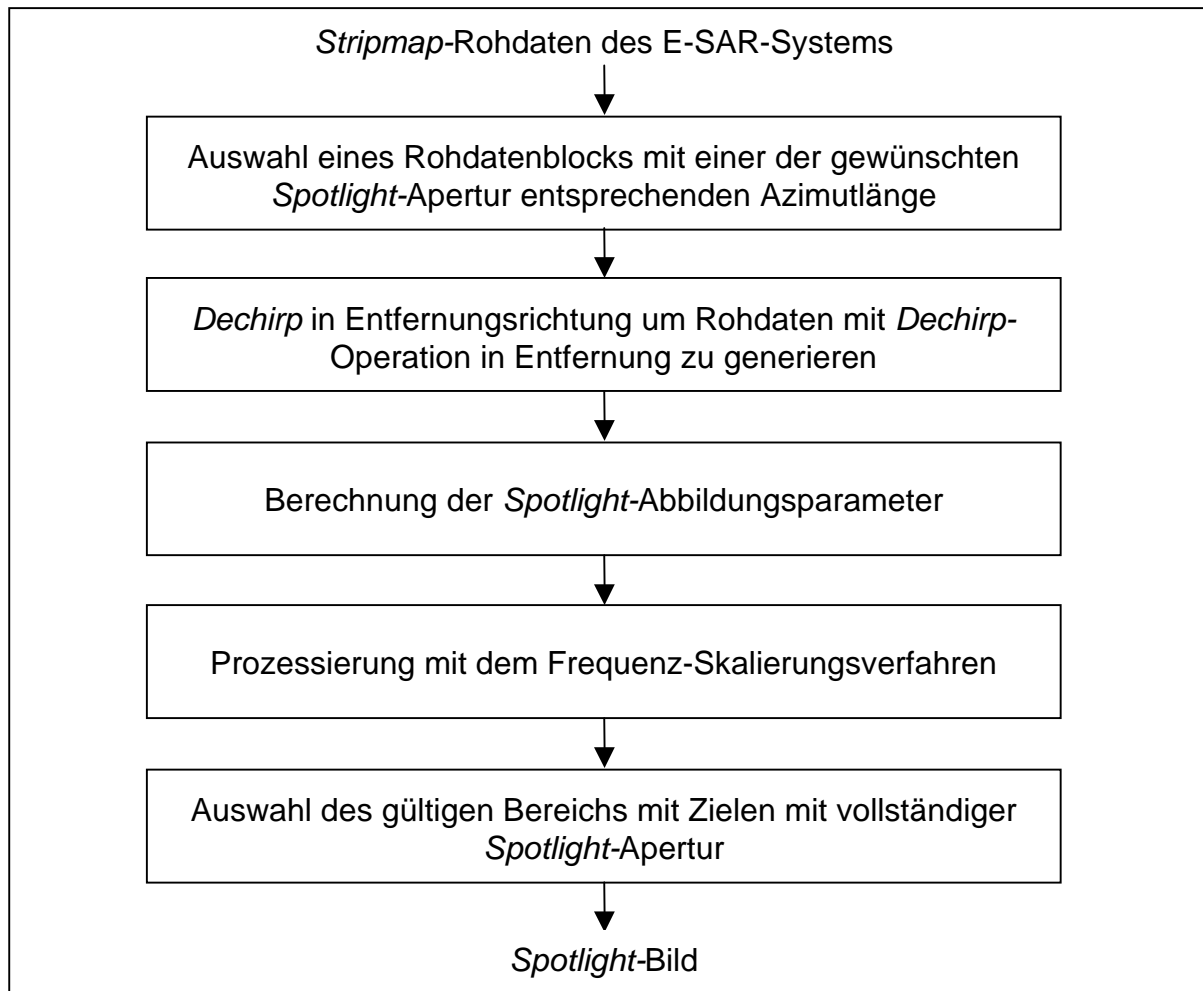 Stripmap-Rohdaten des E-SAR-Systems
Auswahl eines Rohdatenblocks mit einer der gewünschten
Spotlight-Apertur entsprechenden Azimutlänge
Dechirp in Entfernungsrichtung um Rohdaten mit Dechirp-
Operation in Entfernung zu generieren
Berechnung der Spotlight-Abbildungsparameter
Prozessierung mit dem Frequenz-Skalierungsverfahren
Auswahl des gültigen Bereichs mit Zielen mit vollständiger
Spotlight-Apertur
Spotlight-Bild